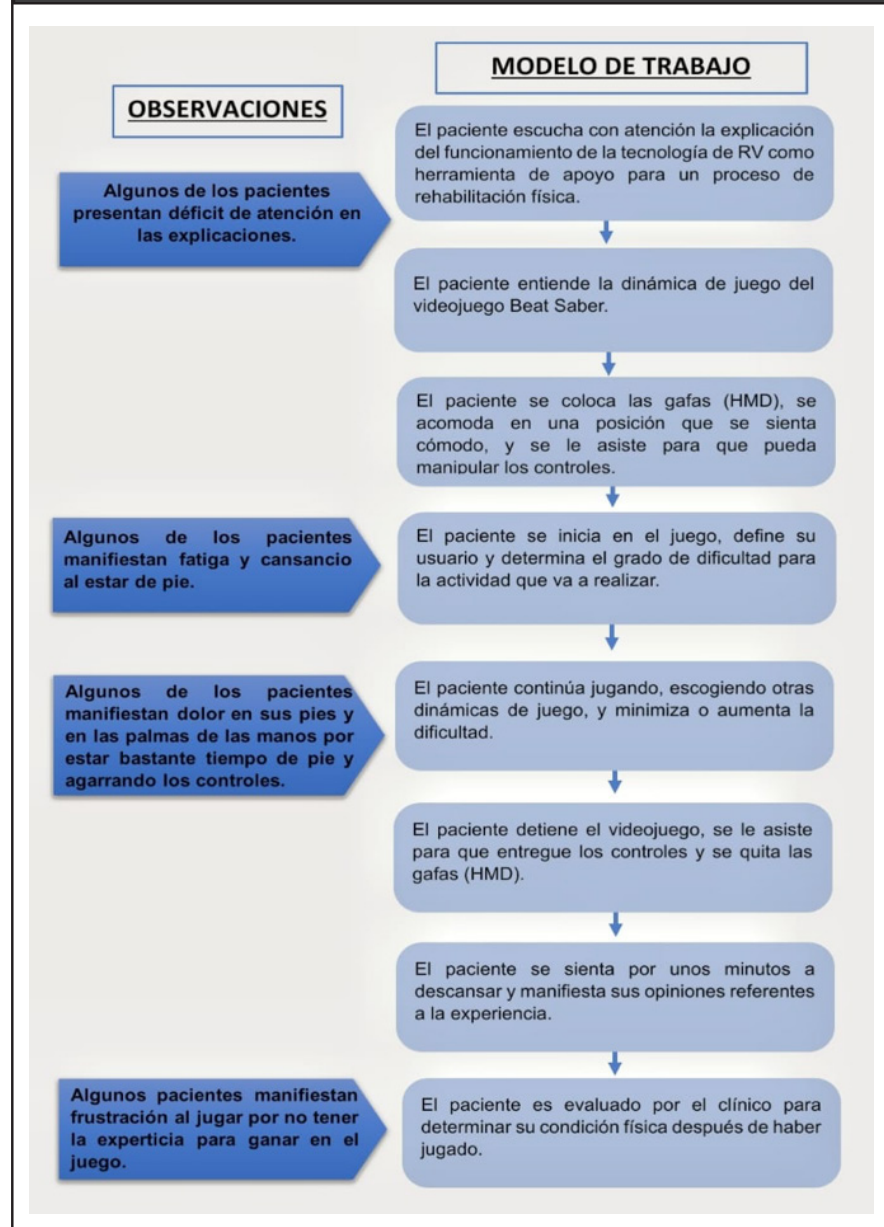 MODELO DE TRABAJO
OBSERVACIONES
El paciente escucha con atención la explicación
del funcionamiento de la tecnología de RV como
herramienta de apoyo para un proceso de
rehabilitación física.
Algunos de los pacientes
presentan déficit de atención en
las explicaciones.
El paciente entiende la dinámica de juego del
videojuego Beat Saber.
El paciente se coloca las gafas (HMD), se
acomoda en una posición que se sienta
cómodo, y se le asiste para que pueda
manipular los controles.
Algunos de los pacientes
manifiestan fatiga y cansancio
al estar de pie.
El paciente se inicia en el juego, define su
usuario y determina el grado de dificultad para
la actividad que va a realizar.
Algunos de los pacientes
manifiestan dolor en sus pies y
en las palmas de las manos por
estar bastante tiempo de pie y
agarrando los controles.
El paciente continúa jugando, escogiendo otras
dinámicas de juego, y minimiza o aumenta la
dificultad.
El paciente detiene el videojuego, se le asiste
para que entregue los controles y se quita las
gafas (HMD).
El paciente se sienta por unos minutos a
descansar y manifiesta sus opiniones referentes
a la experiencia.
Algunos pacientes manifiestan
frustración al jugar por no tener
la experticia para ganar en el
juego.
El paciente es evaluado por el clínico para
determinar su condición física después de haber
jugado.